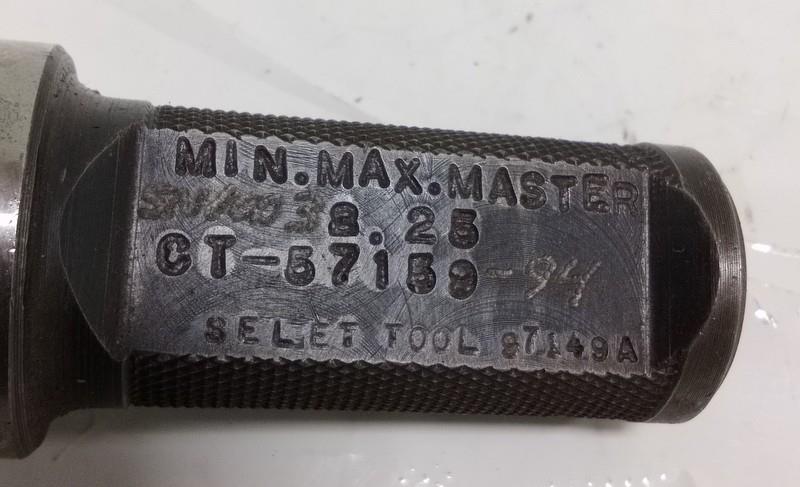 MIN.MAX.MASTER
8.25
CT-57159-94
SELET TOOL 97149A